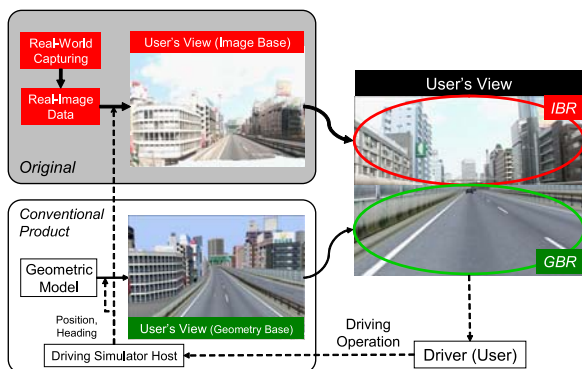 Real-World
Capturing
Real-Image
Data
Original
User's View (Image Base)
User's View
IBR
GBR
Conventional
Product
Geometric
Model
Position,
Heading
User's View (Geometry Base)
Driving Simulator Host
Driving
Operation
Driver (User)